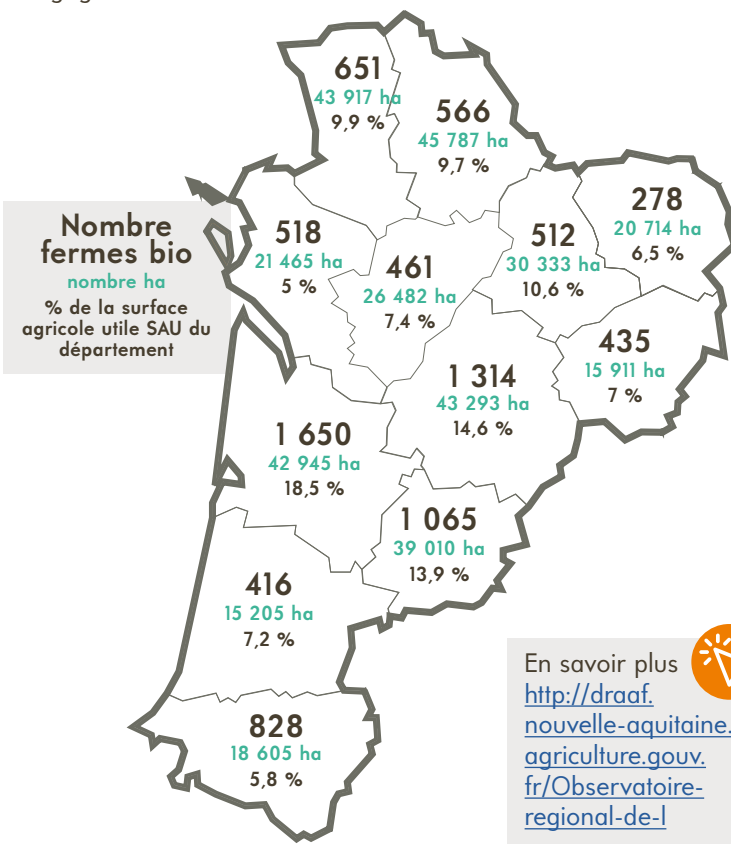 651
43 917 ha
9,9 %
566
45 787 ha
9,7 %
278
20 714 ha
6,5 %
Nombre
fermes bio
nombre ha
% de la surface
agricole utile SAU du
département
518
21 465 ha
5 %
461
26 482 ha
7,4 %
512
30 333 ha
10,6 %
435
15 911 ha
7 %
1 314
43 293 ha
14,6 %
1 650
42 945 ha
18,5 %
1 065
39 010 ha
13,9 %
416
15 205 ha
7,2 %
828
18 605 ha
5,8 %
En savoir plus
http://draaf.
nouvelle-aquitaine.
agriculture.gouv.
fr/Observatoire-
regional-de-l